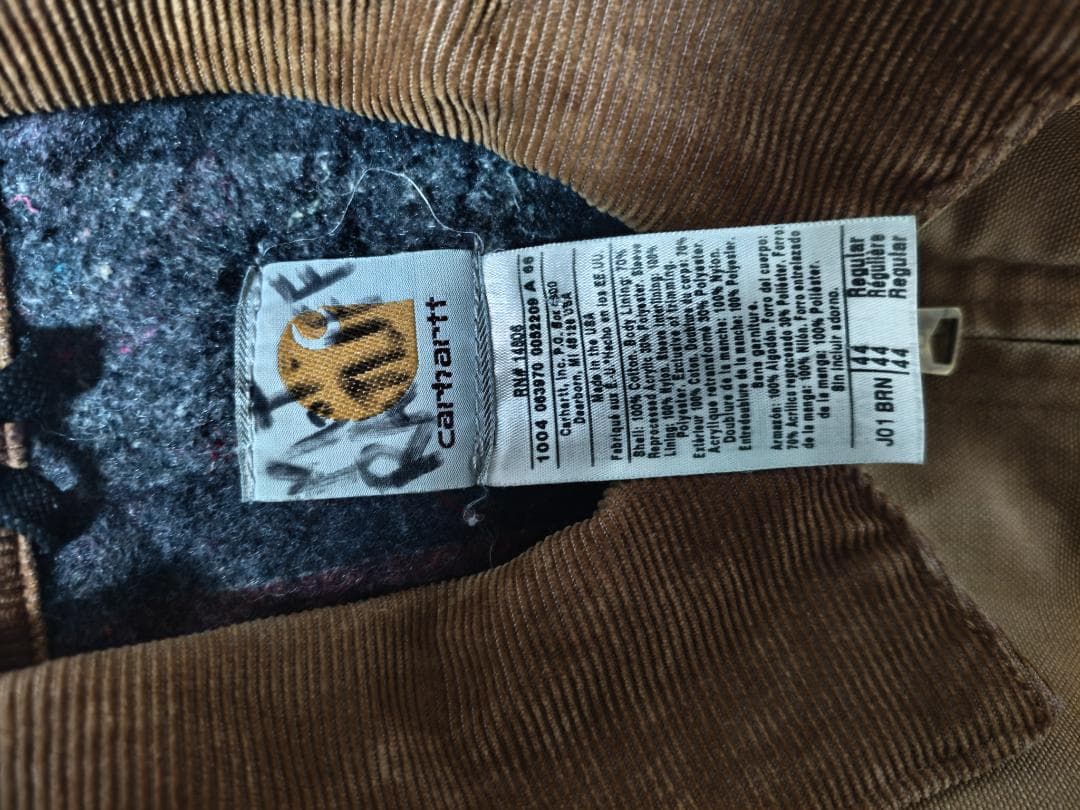 carhartt
RN# 14806
1004 063970 0052209 A 66
Carhartt, Inc., P.O. Box
Dearborn, MI 48126 USA
Made in the USA
Fabriqué aux E.U.*Hecho en los EE.UU.
Shell: 100% Cotton. Body Lining: 70%
Reprocessed Acrylic 30% Polyester. Sleeve
Lining: 100% Nylon. Sleeve Interlining. 100%
Polyester. Exclusive of Trimming.
Extérieur 100% Coton. Doublure du corps: 70%
Acrylique retransformé 30% Polyester.
Doublure de la manche: 100% Nylon.
Entredoublure de la manche 100% Polyester.
Sans garniture.
Armazón: 100% Algodón. Forro del cuerpo:
70% Acrílico reprocesado 30% Poliéster. Forro
de la manga: 100% Nilón. Forro entrelazado
de la manga: 100% Poliéster.
Sin incluir adorno.
J01 BRN
44 Regular
44 Régulière
44 Regular